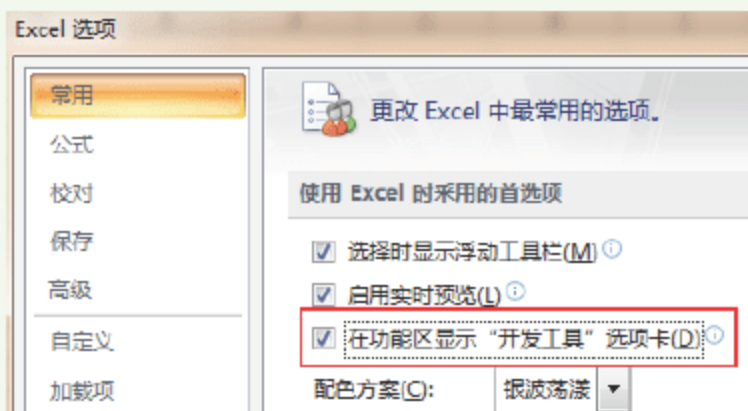 Excel 选项
常用
公式
校对
保存
高级
自定义
加载项
更改 Excel 中最常用的选项。
使用 Excel 时采用的首选项
选择时显示浮动工具栏(M)
启用实时预览(L)
在功能区显示“开发工具”选项卡(D)
配色方案(C): 银波荡漾